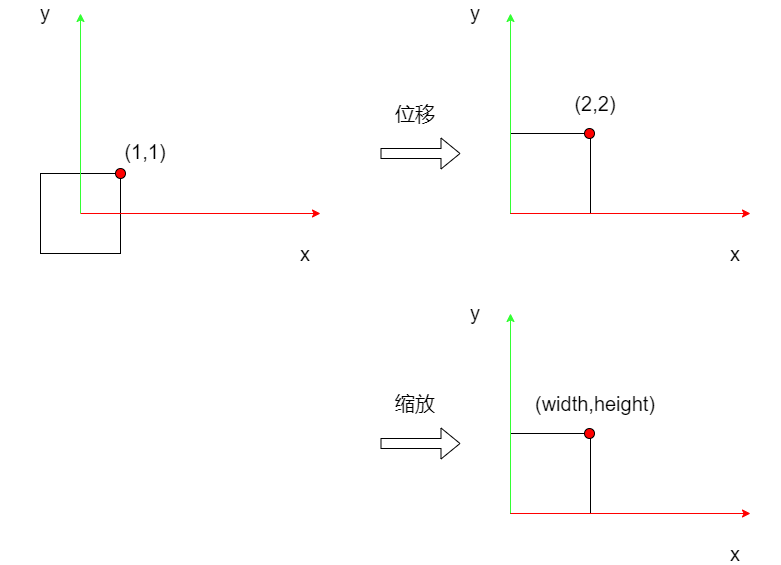 y
y
(2,2)
位移
(1,1)
x
x
y
缩放
(width,height)
x